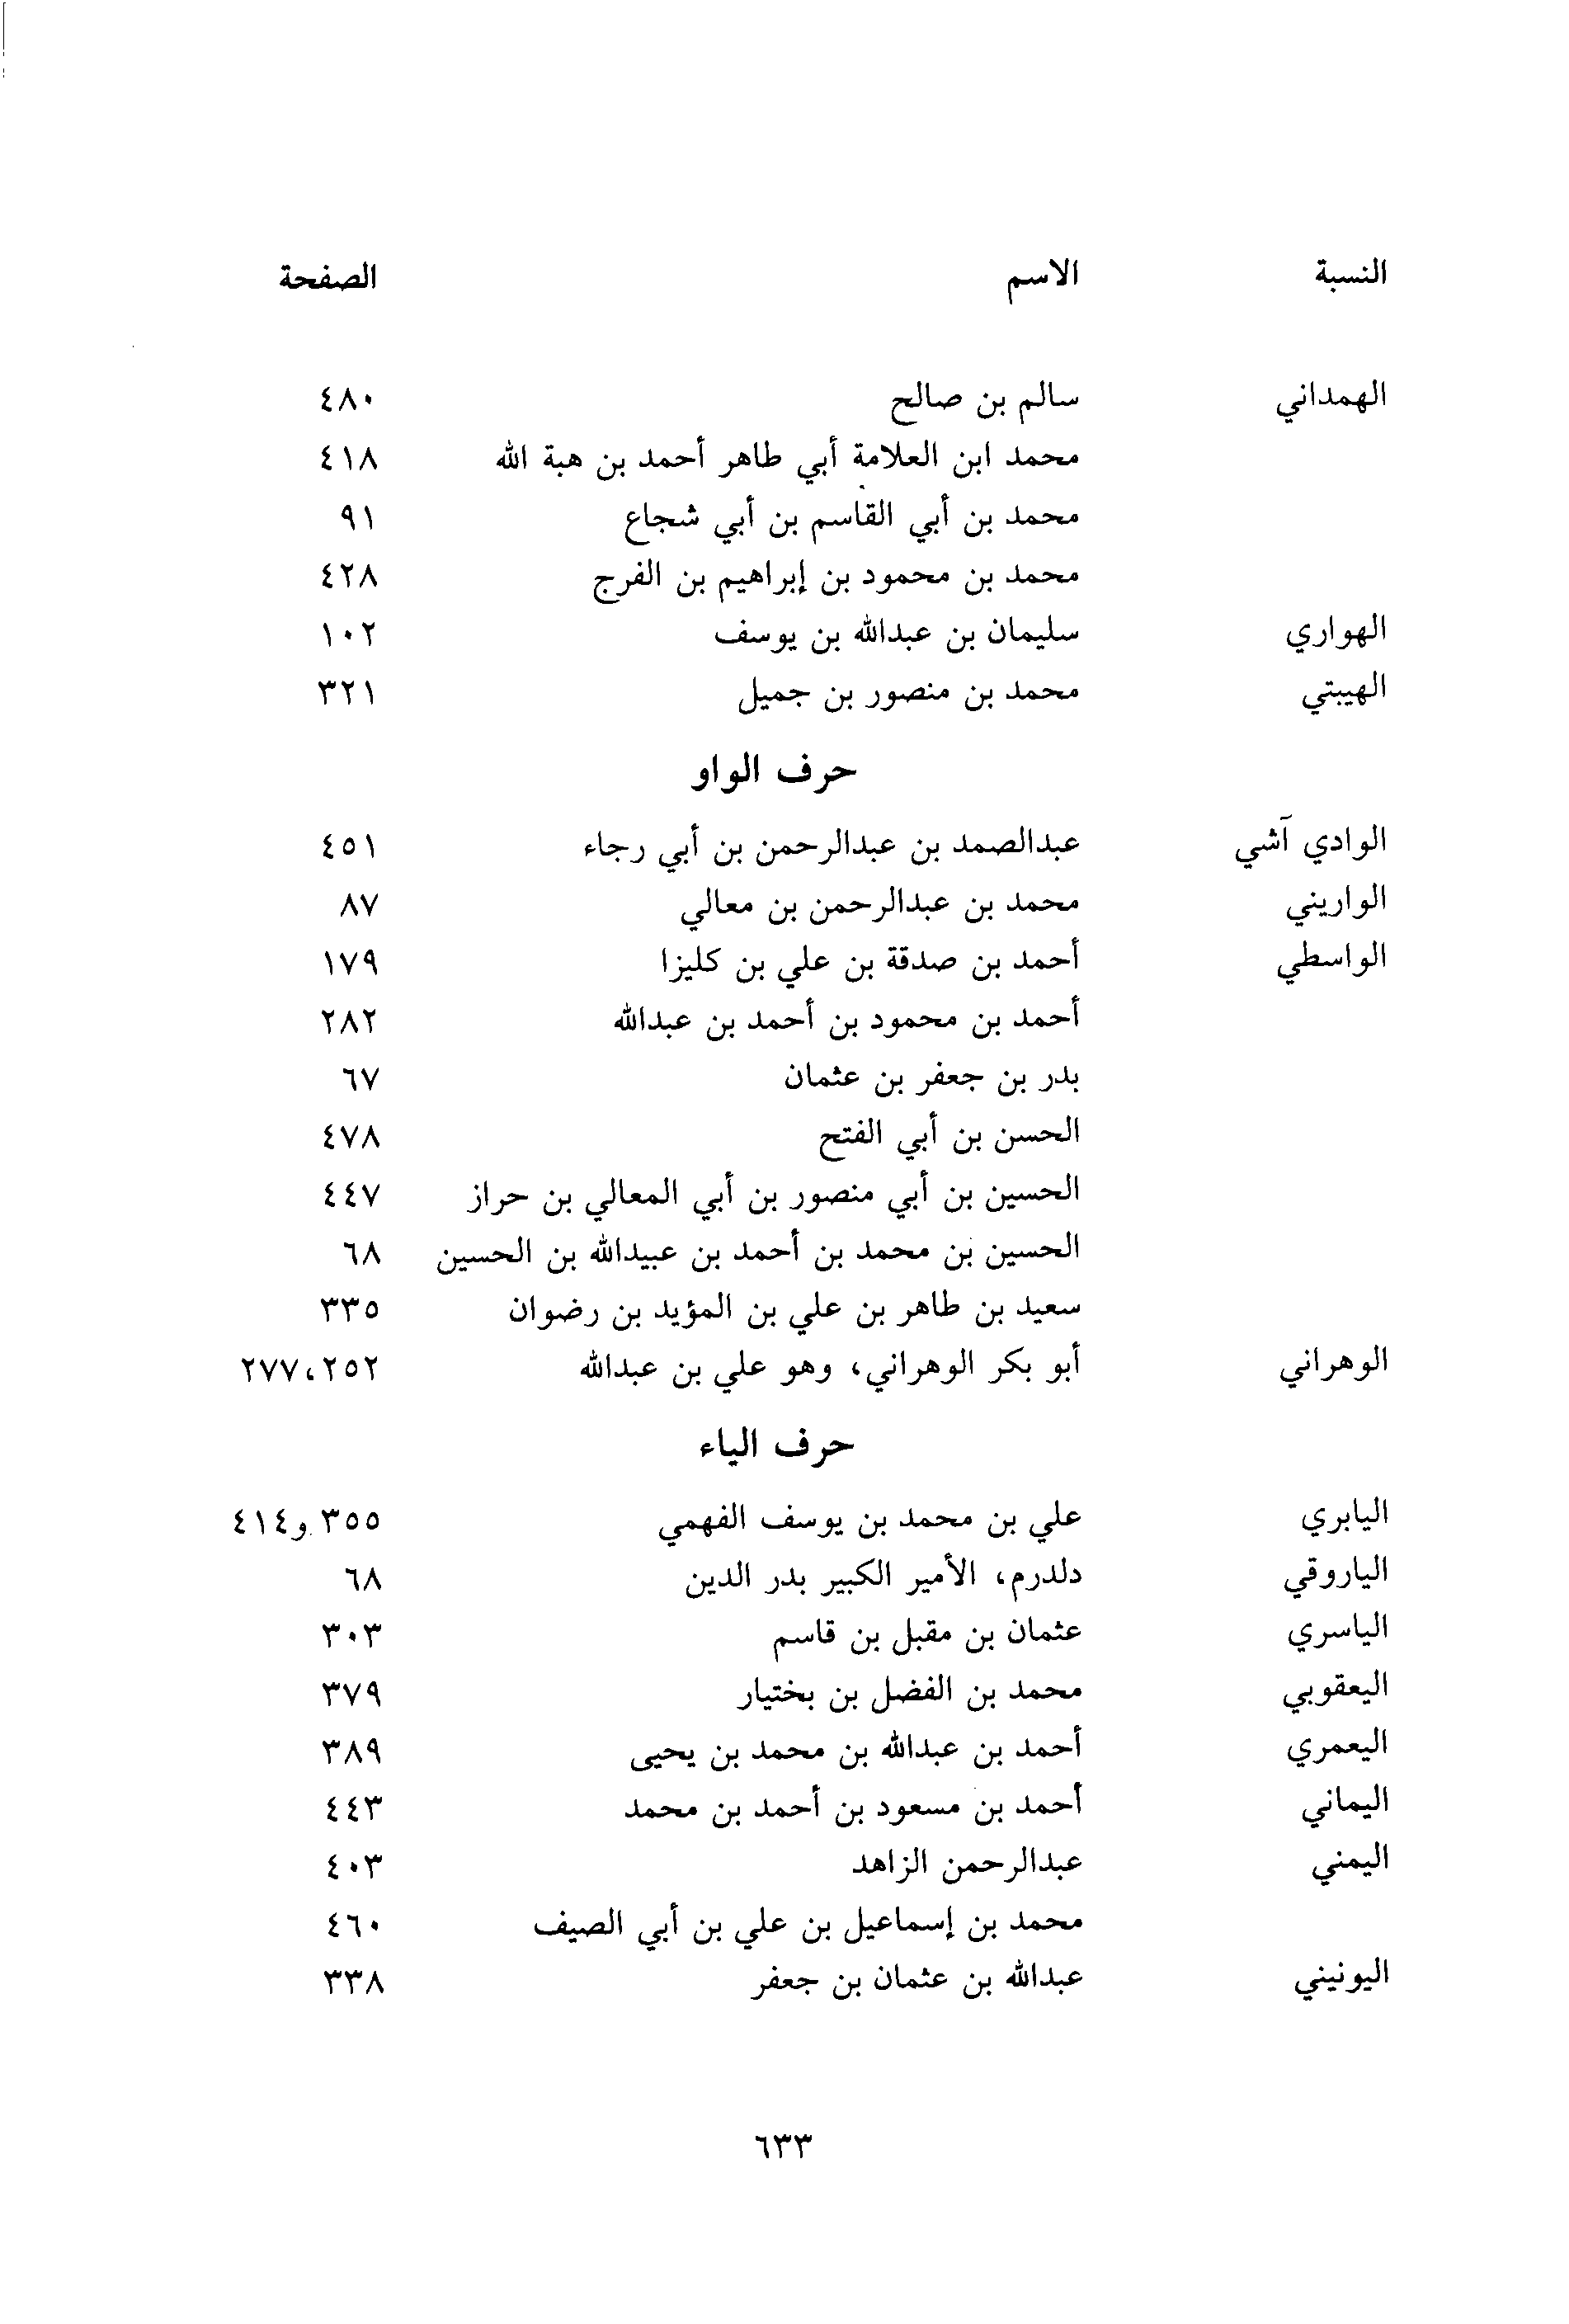 النسبة الاسم الصفحة
الهمداني سالم بن صالح ٤٨٠
محمد ابن العلامة أبي طاهر أحمد بن هبة الله ٤١٨
محمد بن أبي القاسم بن أبي شجاع ٩١
محمد بن محمود بن إبراهيم بن الفرج ٤٢٨
الهواري سليمان بن عبدالله بن يوسف ١٠٢
الهيبتي محمد بن منصور بن جميل ٣٢١
حرف الواو
الوادي آشي عبدالصمد بن عبدالرحمن بن أبي رجاء ٤٥١
الواريني محمد بن عبدالرحمن بن معالي ٨٧
الواسطي أحمد بن صدقة بن علي بن كليزا ١٧٩
أحمد بن محمود بن أحمد بن عبدالله ٢٨٢
بدر بن جعفر بن عثمان ٦٧
الحسن بن أبي الفتح ٤٧٨
الحسين بن أبي منصور بن أبي المعالي بن حراز ٤٤٧
الحسين بن محمد بن أحمد بن عبيدالله بن الحسين ٦٨
سعيد بن طاهر بن علي بن المؤيد بن رضوان ٣٣٥
الوهراني أبو بكر الوهراني، وهو علي بن عبدالله ٢٥٢، ٢٧٧
حرف الياء
اليابري علي بن محمد بن يوسف الفهمي ٣٥٥ و٤١٤
الياروقي دلدرم، الأمير الكبير بدر الدين ٦٨
الياسري عثمان بن مقبل بن قاسم ٣٠٣
اليعقوبي محمد بن الفضل بن بختيار ٣٧٩
اليعمري أحمد بن عبدالله بن محمد بن يحيى ٣٨٩
اليماني أحمد بن مسعود بن أحمد بن محمد ٤٤٣
اليمني عبدالرحمن الزاهد ٤٠٣
محمد بن إسماعيل بن علي بن أبي الصيف ٤٦٠
اليونيني عبدالله بن عثمان بن جعفر ٣٣٨
٦٣٣